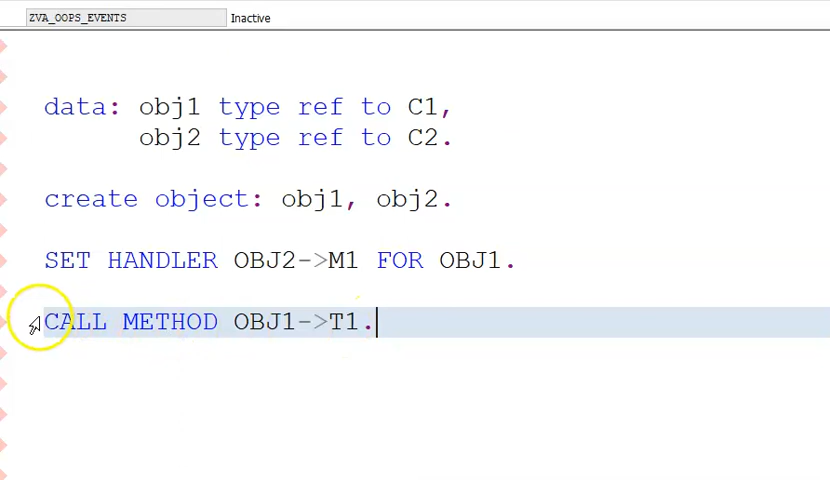 ZVA_OOPS_EVENTS Inactive
data: obj1 type ref to C1,
obj2 type ref to C2.
create object: obj1, obj2.
SET HANDLER OBJ2->M1 FOR OBJ1.
CALL METHOD OBJ1->T1.